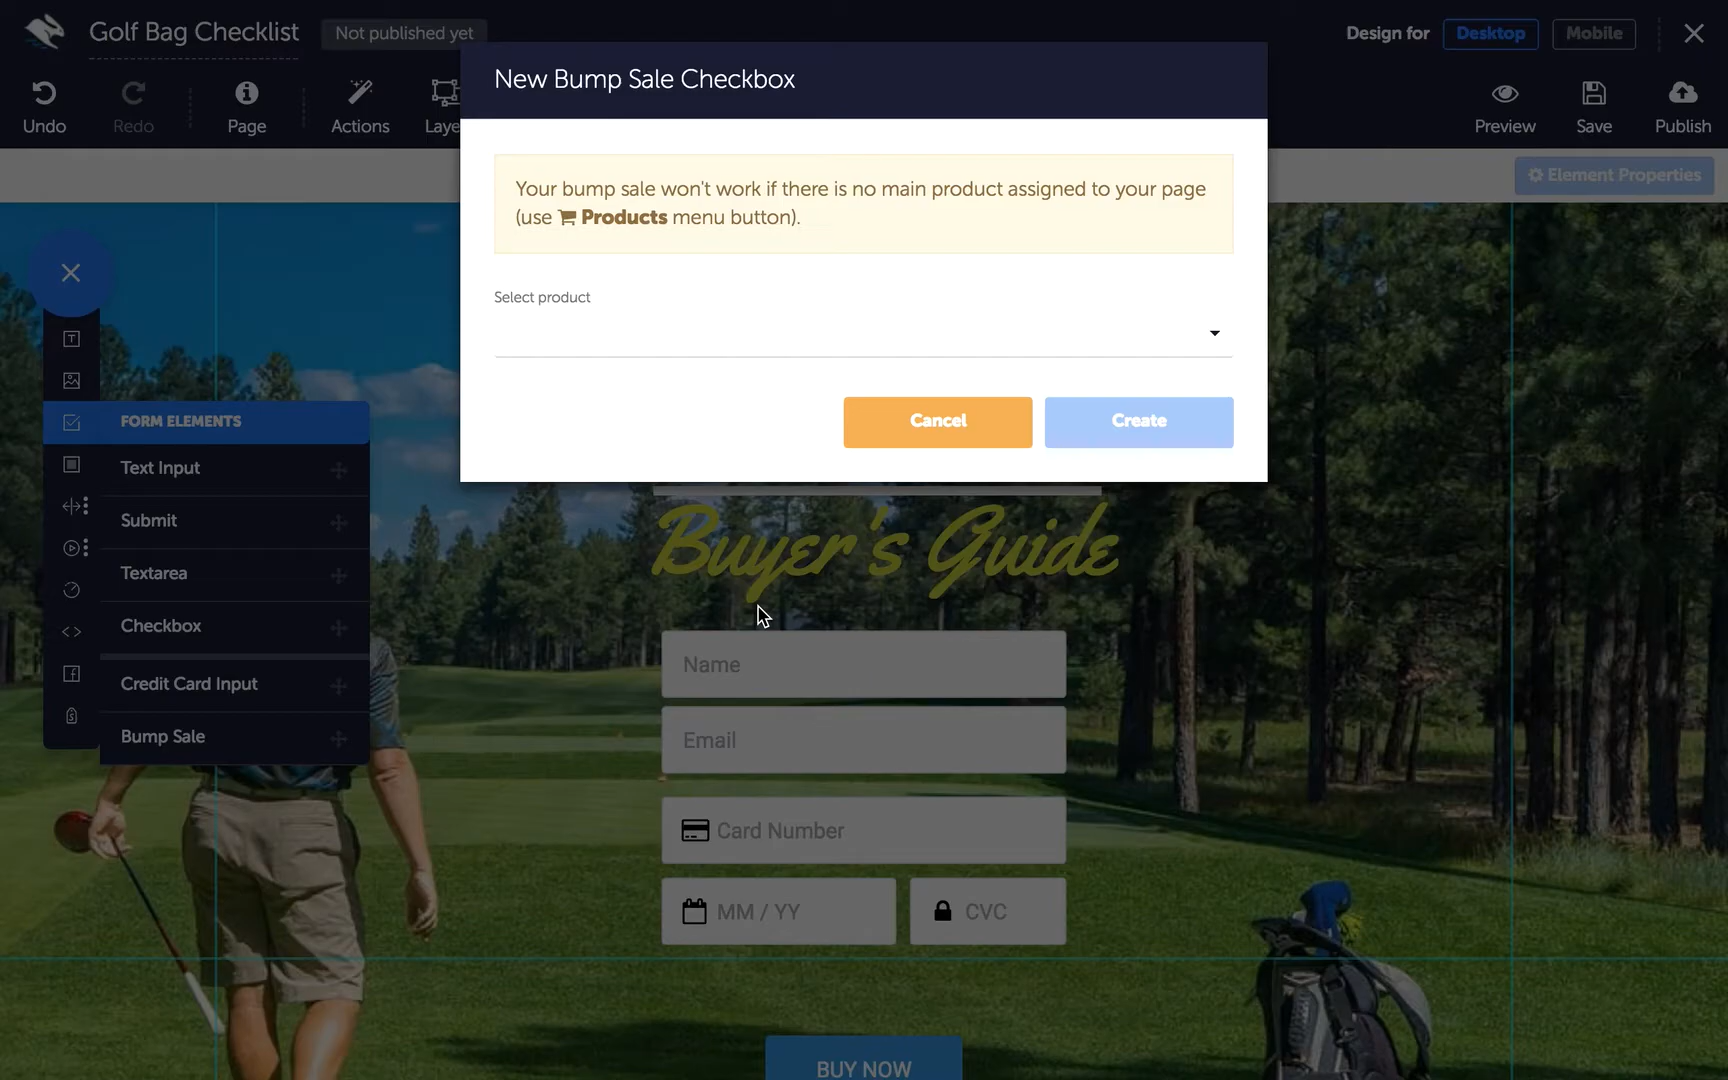 Golf Bag Checklist
Not published yet
Design for
Desktop
Mobile
Undo
Redo
Page
Actions
Laye
Preview
Save
Publish
Element Properties
New Bump Sale Checkbox
Your bump sale won't work if there is no main product assigned to your page
(use Products menu button).
Select product
Cancel
Create
FORM ELEMENTS
Text Input
Submit
Textarea
Checkbox
Credit Card Input
Bump Sale
Buyer's Guide
Name
Email
Card Number
MM / YY
CVC
BUY NOW